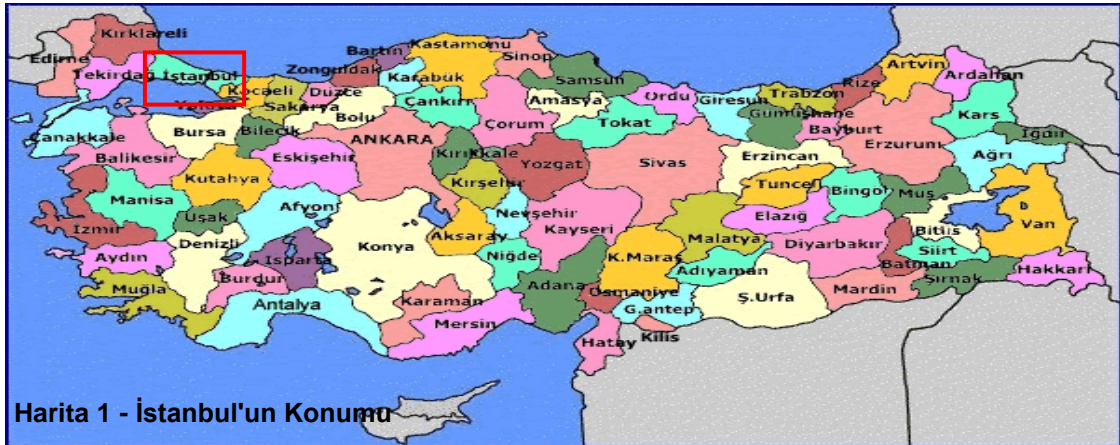 Kırklareli
Edirne
Tekirdağ
İstanbul
Yalova
Kocaeli
Sakarya
Düzce
Zonguldak
Bartın
Karabük
Kastamonu
Sinop
Samsun
Ordu
Giresun
Trabzon
Rize
Artvin
Ardahan
Çanakkale
Bursa
Bilecik
Bolu
Çankırı
Çorum
Amasya
Tokat
Gümüşhane
Bayburt
Erzurum
Kars
Iğdır
Balikesir
Kutahya
Eskişehir
ANKARA
Kırıkkale
Kırşehir
Yozgat
Sivas
Erzincan
Tunceli
Bingöl
Muş
Ağrı
Manisa
Uşak
Afyon
Konya
Aksaray
Nevşehir
Kayseri
Malatya
Elazığ
Diyarbakır
Bitlis
Van
İzmir
Aydın
Denizli
Isparta
Burdur
Niğde
K.Maraş
Adıyaman
Batman
Siirt
Şırnak
Hakkari
Muğla
Antalya
Karaman
Mersin
Adana
Osmaniye
G.antep
Ş.Urfa
Mardin
Hatay
Kilis
Harita 1 - İstanbul'un Konumu